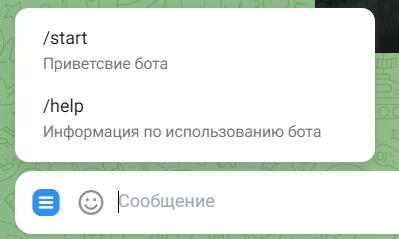 /start
Приветсвие бота
/help
Информация по использованию бота
Сообщение